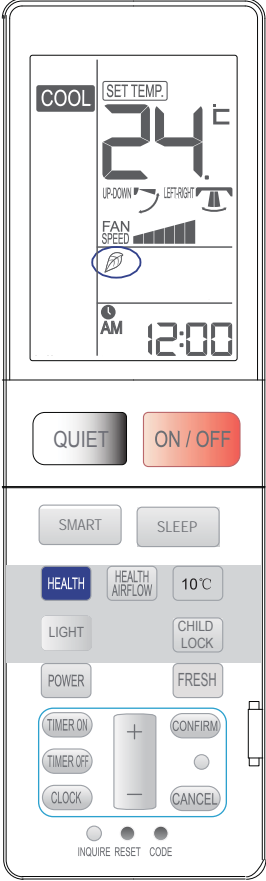 COOL
SET TEMP.
24.℃
UP-DOWN
LEFT-RIGHT
FAN
SPEED
AM
12:00
QUIET
ON / OFF
SMART
SLEEP
HEALTH
HEALTH
AIRFLOW
10℃
LIGHT
CHILD
LOCK
POWER
FRESH
TIMER ON
+
CONFIRM
TIMER OFF
CLOCK
—
CANCEL
INQUIRE RESET CODE